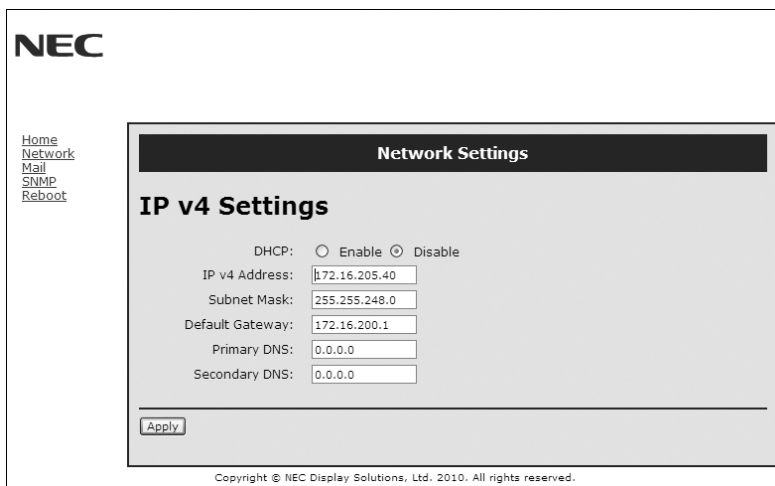 NEC
Home
Network
Mail
SNMP
Reboot
Network Settings
IP v4 Settings
DHCP: Enable Disable
IP v4 Address: 172.16.205.40
Subnet Mask: 255.255.248.0
Default Gateway: 172.16.200.1
Primary DNS: 0.0.0.0
Secondary DNS: 0.0.0.0
Apply
Copyright © NEC Display Solutions, Ltd. 2010. All rights reserved.